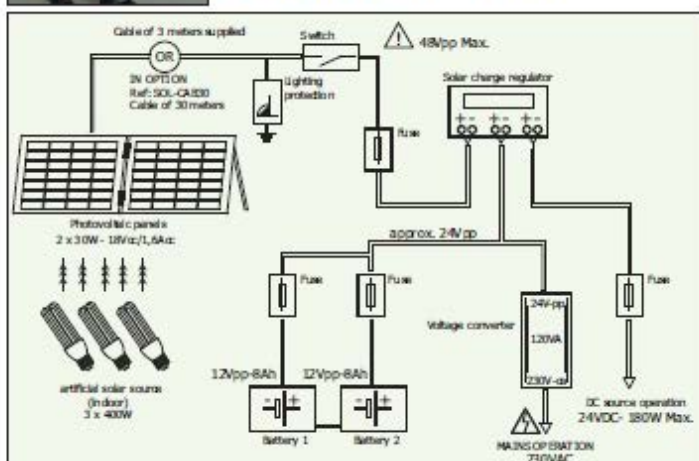 Cable of 3 meters supplied
OR
IN OPTION
Ref: SOL-CAB30
Cable of 30 meters
Switch
48Vpp Max.
Lighting
protection
Solar charge regulator
+ - + - + -
Fuse
Photovoltaic panels
2 x 30W - 18Vcc/1,6Acc
approx. 24Vpp
Fuse
Fuse
Fuse
Voltage converter
24V-pp
120VA
230V-ca
12Vpp-8Ah
12Vpp-8Ah
- +
- +
Battery 1
Battery 2
artificial solar source
(indoor)
3 x 400W
DC source operation
24VDC- 180W Max.
MAINS OPERATION
230VAC